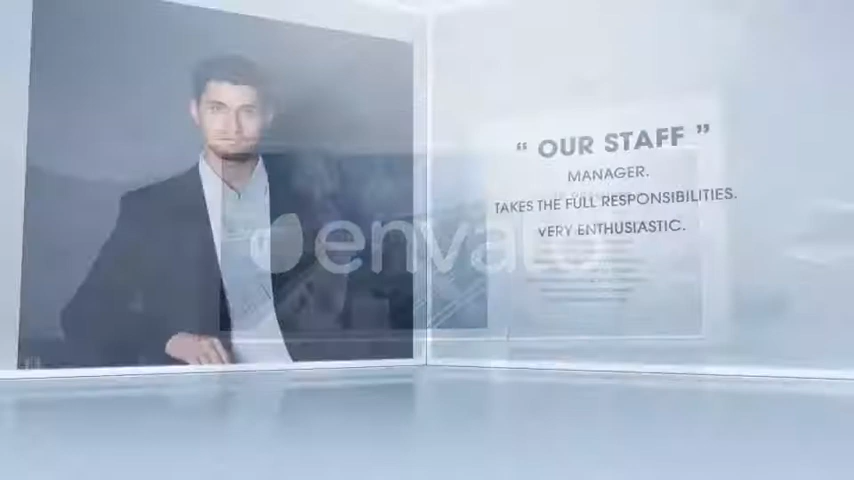 “ OUR STAFF ”
MANAGER.
TAKES THE FULL RESPONSIBILITIES.
VERY ENTHUSIASTIC.
envato